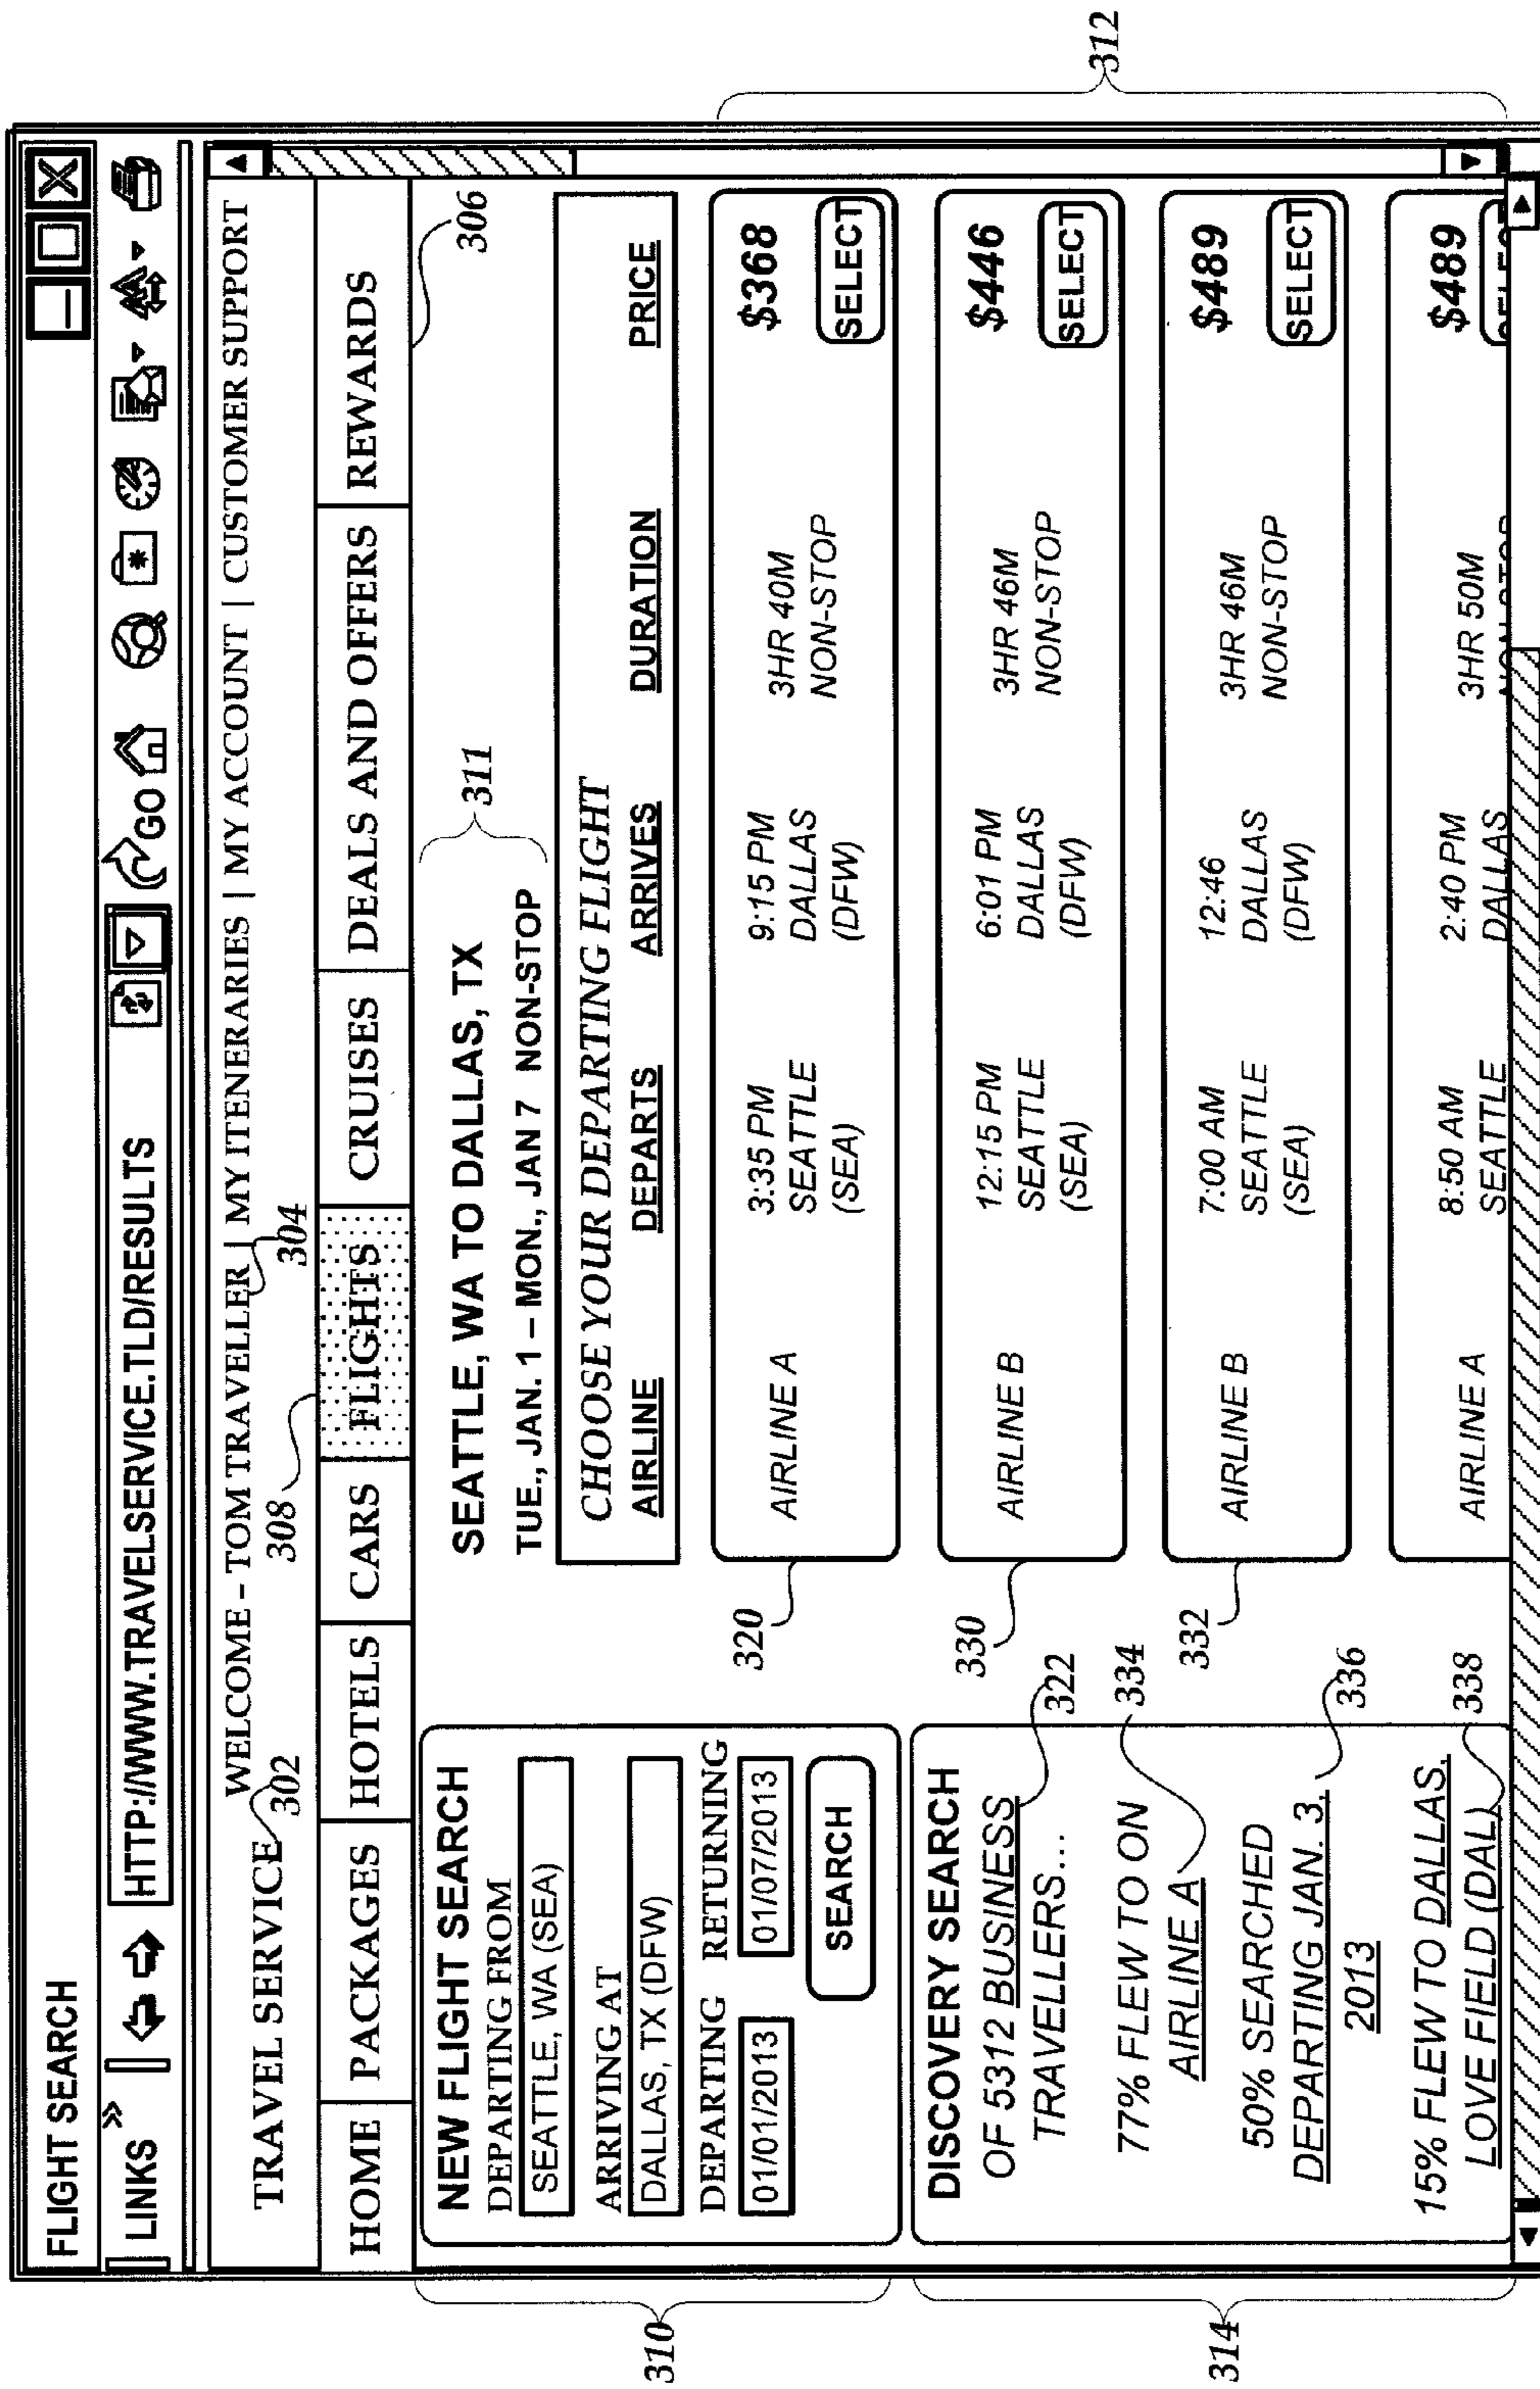 FLIGHT SEARCH
LINKS » HTTP://WWW.TRAVELSERVICE.TLD/RESULTS GO
TRAVEL SERVICE
302
WELCOME – TOM TRAVELLER | MY ITENERARIES | MY ACCOUNT | CUSTOMER SUPPORT
304
308
HOME PACKAGES HOTELS CARS FLIGHTS CRUISES DEALS AND OFFERS REWARDS
306
310
NEW FLIGHT SEARCH
DEPARTING FROM
SEATTLE, WA (SEA)
ARRIVING AT
DALLAS, TX (DFW)
DEPARTING RETURNING
01/01/2013 01/07/2013
SEARCH
314
DISCOVERY SEARCH
OF 5312 BUSINESS
TRAVELLERS...
322
77% FLEW TO ON
AIRLINE A
334
50% SEARCHED
DEPARTING JAN. 3,
2013
336
15% FLEW TO DALLAS,
LOVE FIELD (DAL)
338
SEATTLE, WA TO DALLAS, TX
TUE., JAN. 1 – MON., JAN 7 NON-STOP
311
CHOOSE YOUR DEPARTING FLIGHT
AIRLINE DEPARTS ARRIVES DURATION PRICE
312
320
AIRLINE A 3:35 PM 9:15 PM 3HR 40M $368
SEATTLE DALLAS NON-STOP SELECT
(SEA) (DFW)
330
AIRLINE B 12:15 PM 6:01 PM 3HR 46M $446
SEATTLE DALLAS NON-STOP SELECT
(SEA) (DFW)
332
AIRLINE B 7:00 AM 12:46 3HR 46M $489
SEATTLE DALLAS NON-STOP SELECT
(SEA) (DFW)
AIRLINE A 8:50 AM 2:40 PM 3HR 50M $489
SEATTLE DALLAS NON-STOP SELECT